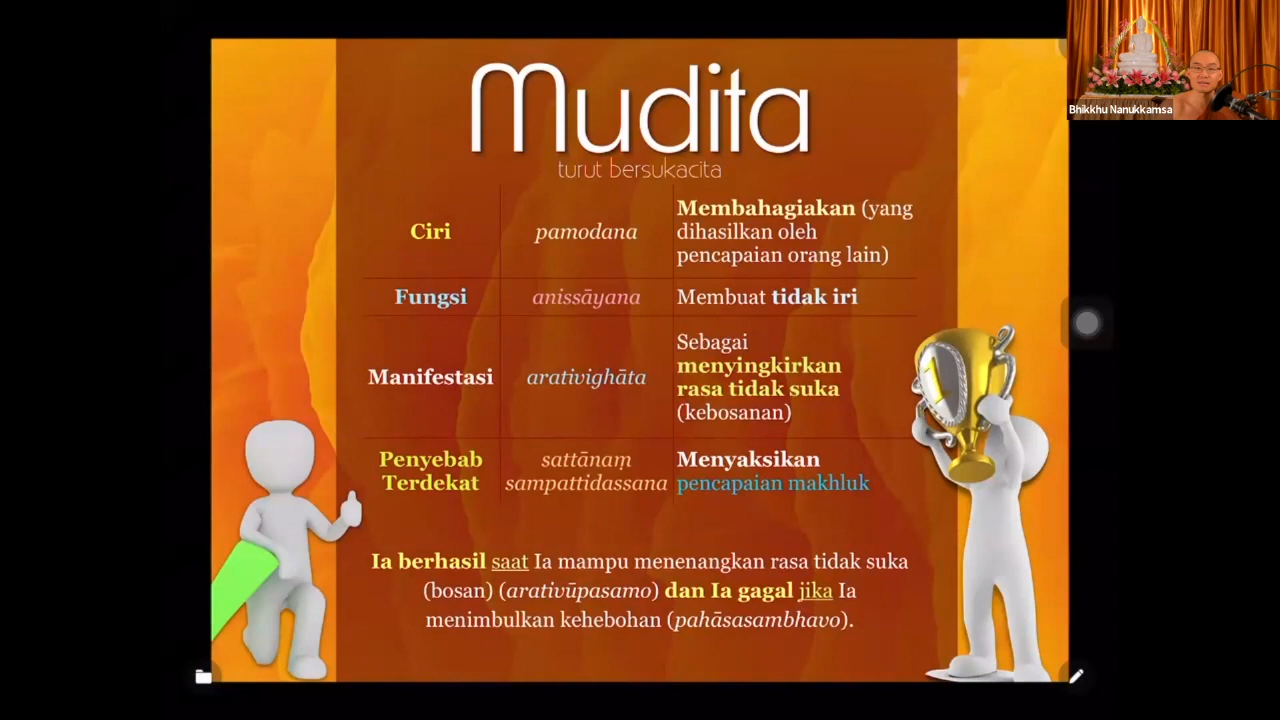 Mudita
turut bersukacita
Ciri
pamodana
Membahagiakan (yang
dihasilkan oleh
pencapaian orang lain)
Fungsi
anissāyana
Membuat tidak iri
Manifestasi
arativighāta
Sebagai
menyingkirkan
rasa tidak suka
(kebosanan)
Penyebab
Terdekat
sattānaṃ
sampattidassana
Menyaksikan
pencapaian makhluk
Ia berhasil saat Ia mampu menenangkan rasa tidak suka
(bosan) (arativūpasamo) dan Ia gagal jika Ia
menimbulkan kehebohan (pahāsasambhavo).
Bhikkhu Nanukkamsa
1